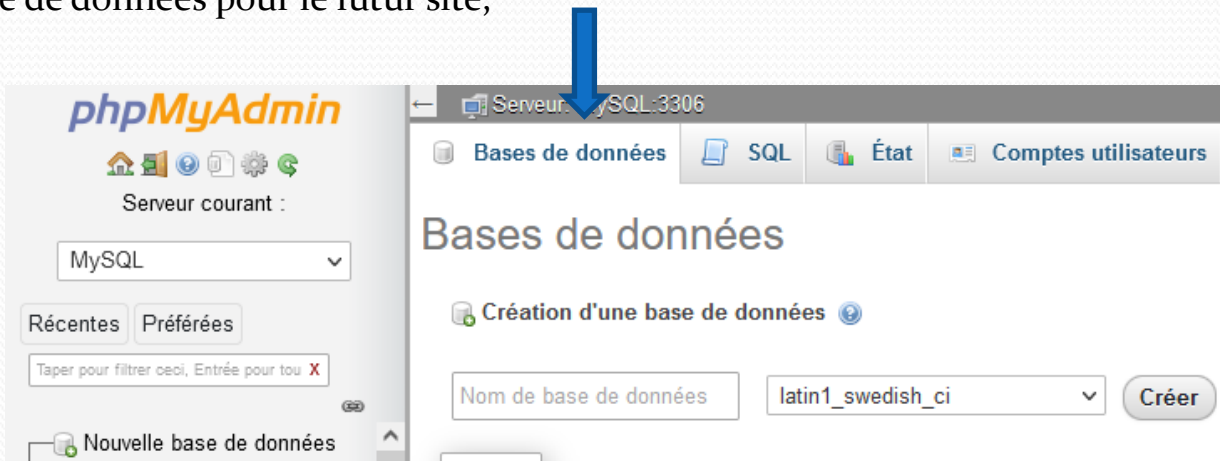 de données pour le futur site,
phpMyAdmin
Serveur courant :
MySQL
Récentes Préférées
Taper pour filtrer ceci, Entrée pour tou X
Nouvelle base de données
Serveur: MySQL:3306
Bases de données SQL État Comptes utilisateurs
Bases de données
Création d'une base de données
Nom de base de données latin1_swedish_ci Créer